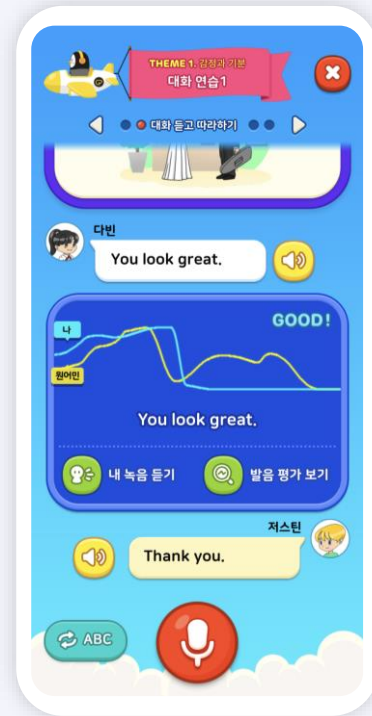 THEME 1. 감정과 기분
대화 연습1
대화 듣고 따라하기
다빈
You look great.
GOOD!
나
원어민
You look great.
내 녹음 듣기
발음 평가 보기
저스틴
Thank you.
ABC